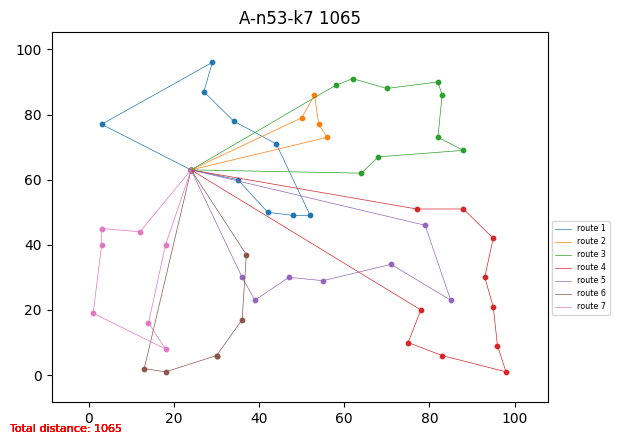 A-n53-k7 1065
100
80
60
40
20
0
0 20 40 60 80 100
route 1
route 2
route 3
route 4
route 5
route 6
route 7
Total distance: 1065